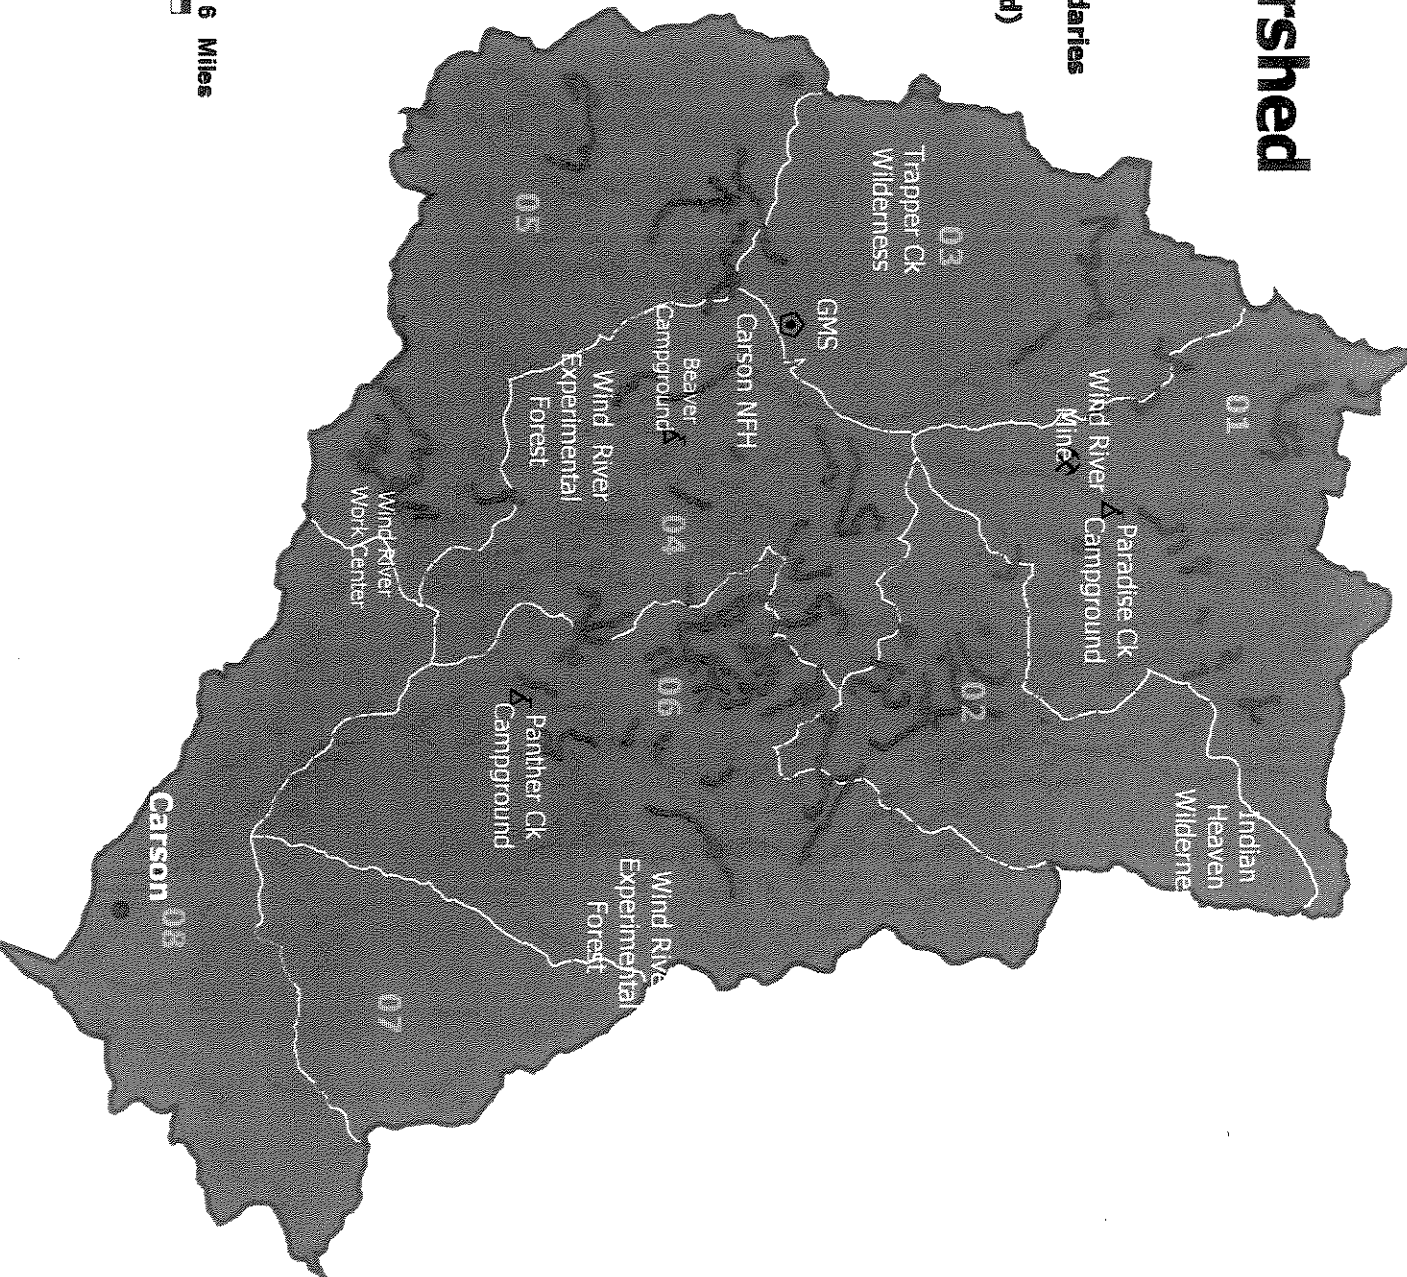 rshed
daries
d)
6 Miles
01
Wind River
Mine
Paradise Ck
Campground
Indian
Heaven
Wilderne
03
Trapper Ck
Wilderness
02
GMS
Carson NFH
Beaver
Campground
04
06
Wind River
Experimental
Forest
Wind Rive
Experimental
Forest
05
Panther Ck
Campground
Wind River
Work Center
07
Carson
08